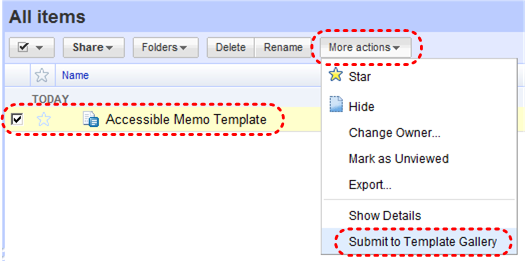 All items
Share Folders Delete Rename More actions
Name
TODAY
Accessible Memo Template
Star
Hide
Change Owner...
Mark as Unviewed
Export...
Show Details
Submit to Template Gallery